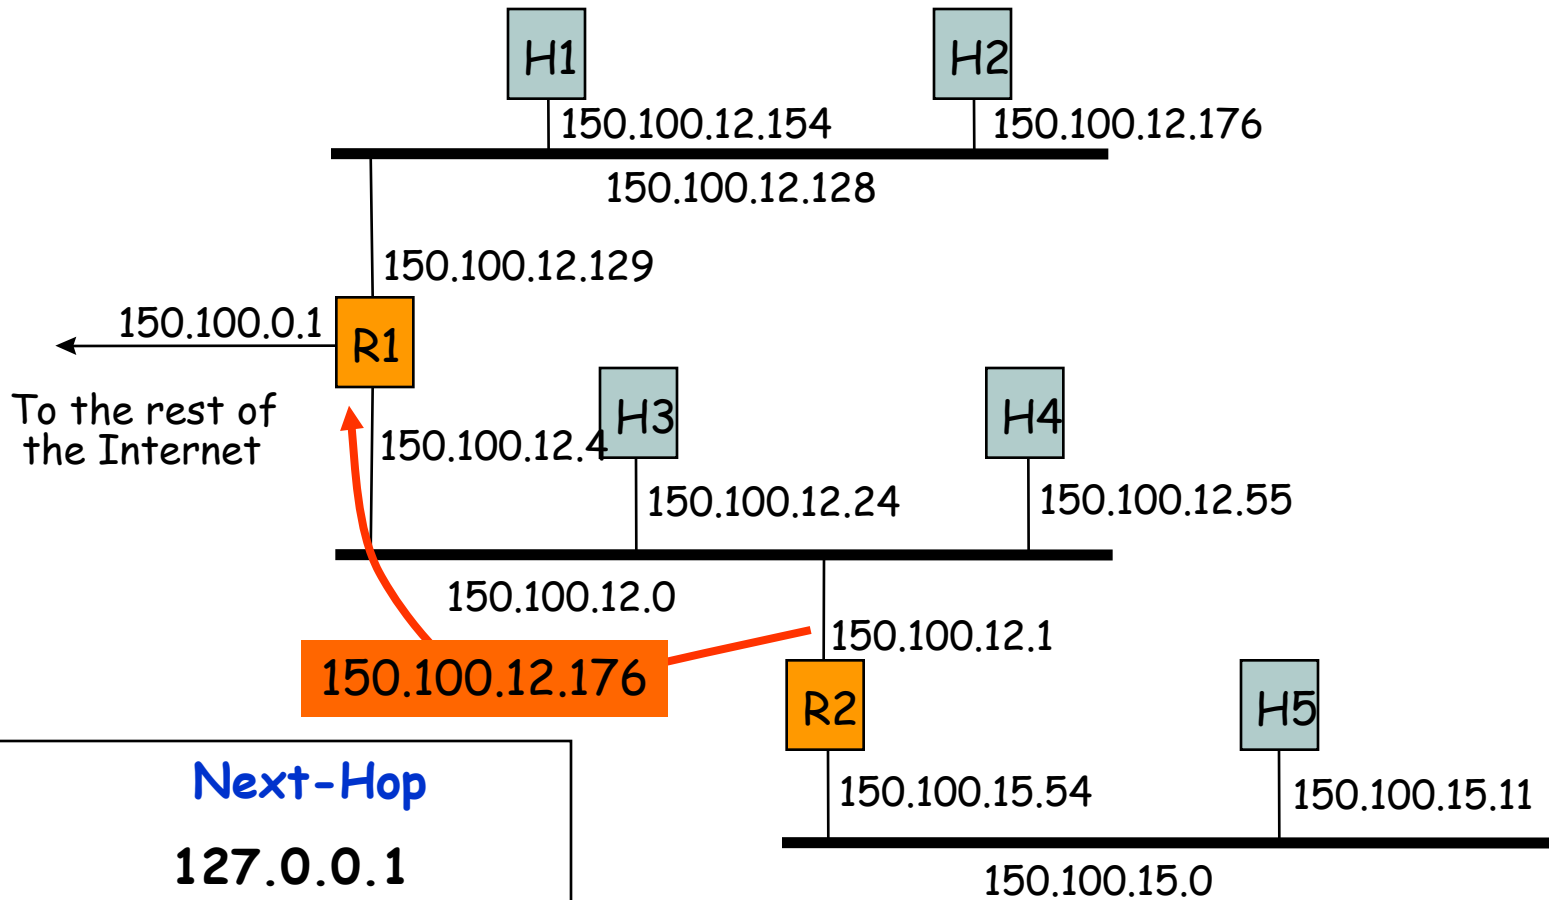 H1
H2
150.100.12.154
150.100.12.176
150.100.12.128
150.100.12.129
150.100.0.1
R1
To the rest of
the Internet
150.100.12.4
H3
H4
150.100.12.24
150.100.12.55
150.100.12.0
150.100.12.1
150.100.12.176
R2
H5
Next-Hop
150.100.15.54
150.100.15.11
127.0.0.1
150.100.15.0